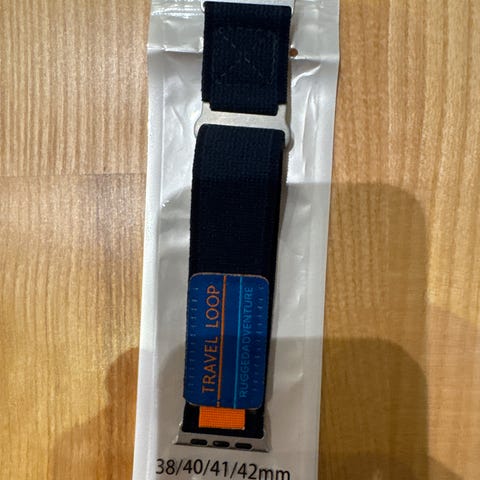 TRAVEL LOOP
RUGGEDADVENTURE
38/40/41/42mm